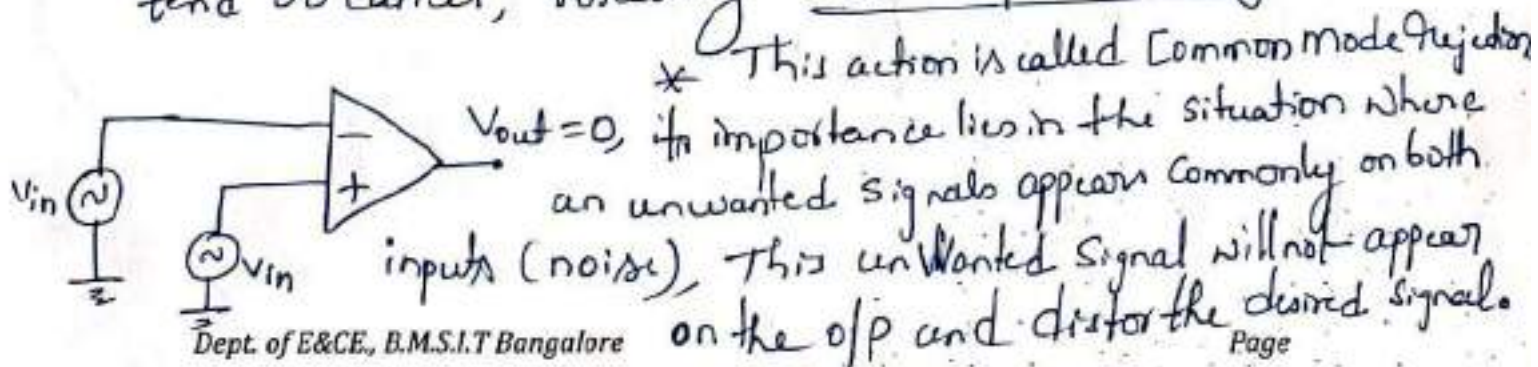 tend to cancel,
* This action is called Common mode rejection
Vout = 0, its importance lies in the situation where
an unwanted signals appears commonly on both
inputs (noise), This unwanted signal will not appear
on the o/p and distor the desired signal.
Vin
Vin
- +
Dept. of E&CE., B.M.S.I.T Bangalore
Page